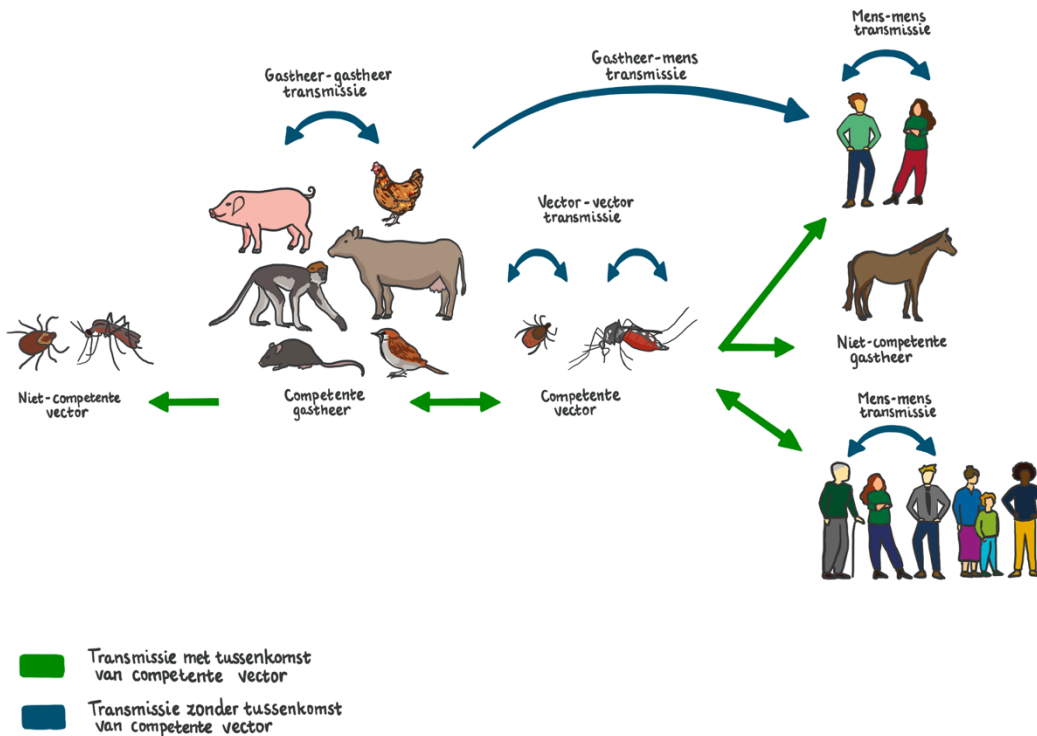 Mens-mens
transmissie
Gastheer-gastheer
transmissie
Gastheer-mens
transmissie
Vector-vector
transmissie
Niet-competente
vector
Competente
gastheer
Competente
vector
Niet-competente
gastheer
Mens-mens
transmissie
Transmissie met tussenkomst
van competente vector
Transmissie zonder tussenkomst
van competente vector